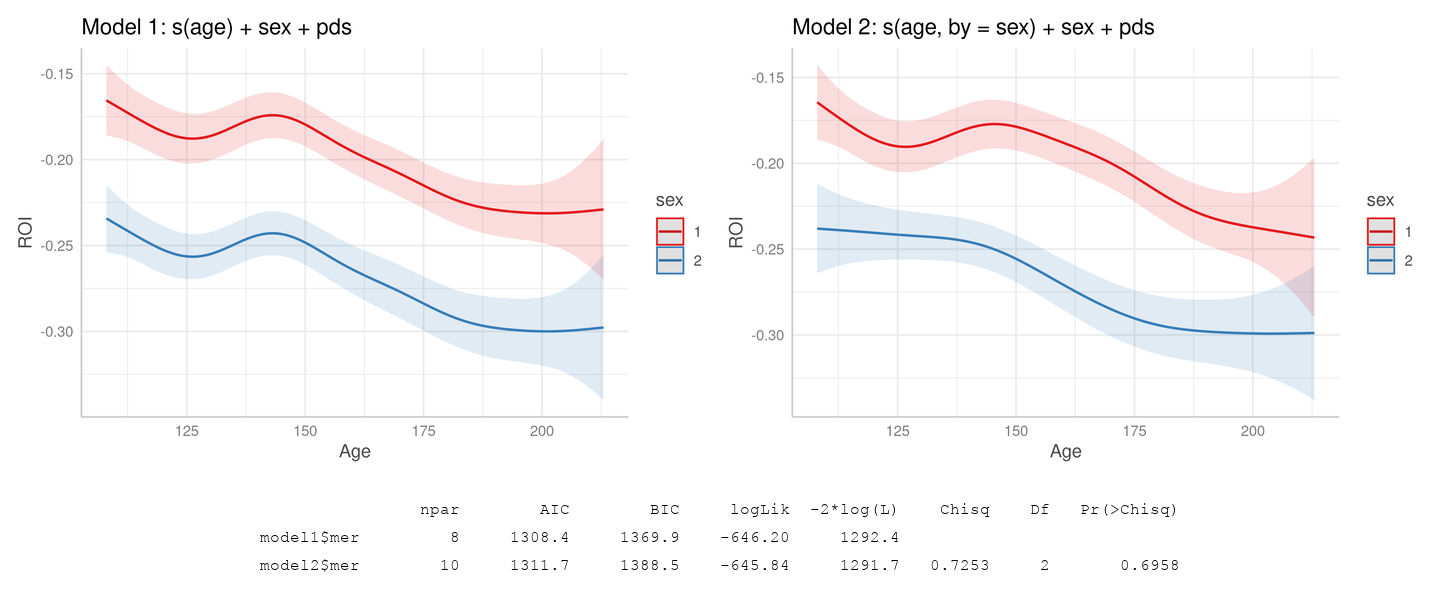 Model 1: s(age) + sex + pds
-0.15
-0.20
-0.25
-0.30
ROI
125 150 175 200
Age
sex
1
2
Model 2: s(age, by = sex) + sex + pds
-0.15
-0.20
-0.25
-0.30
ROI
125 150 175 200
Age
sex
1
2
npar AIC BIC logLik -2*log(L) Chisq Df Pr(>Chisq)
model1$mer 8 1308.4 1369.9 -646.20 1292.4
model2$mer 10 1311.7 1388.5 -645.84 1291.7 0.7253 2 0.6958